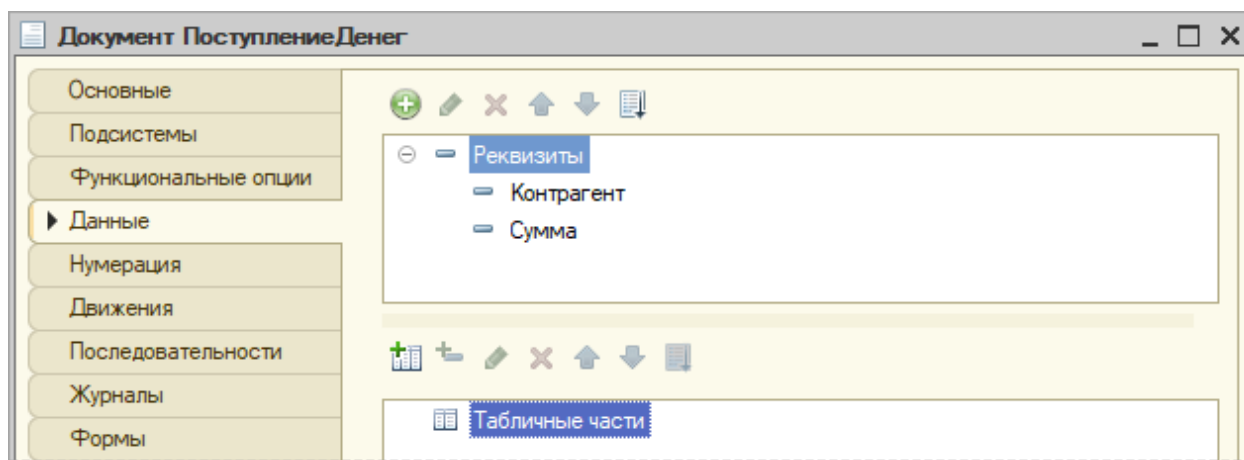 Документ ПоступлениеДенег
Основные
Подсистемы
Функциональные опции
Данные
Нумерация
Движения
Последовательности
Журналы
Формы
Реквизиты
Контрагент
Сумма
Табличные части